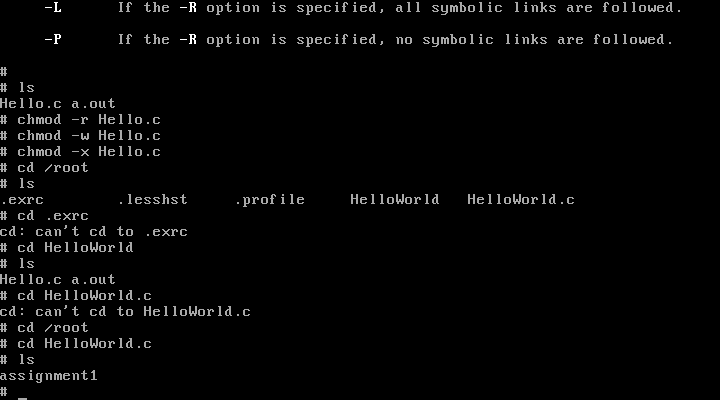 -L If the -R option is specified, all symbolic links are followed.
-P If the -R option is specified, no symbolic links are followed.
#
# ls
Hello.c a.out
# chmod -r Hello.c
# chmod -w Hello.c
# chmod -x Hello.c
# cd /root
# ls
.exrc .lesshst .profile HelloWorld HelloWorld.c
# cd .exrc
cd: can't cd to .exrc
# cd HelloWorld
# ls
Hello.c a.out
# cd HelloWorld.c
cd: can't cd to HelloWorld.c
# cd /root
# cd HelloWorld.c
# ls
assignment1
# _